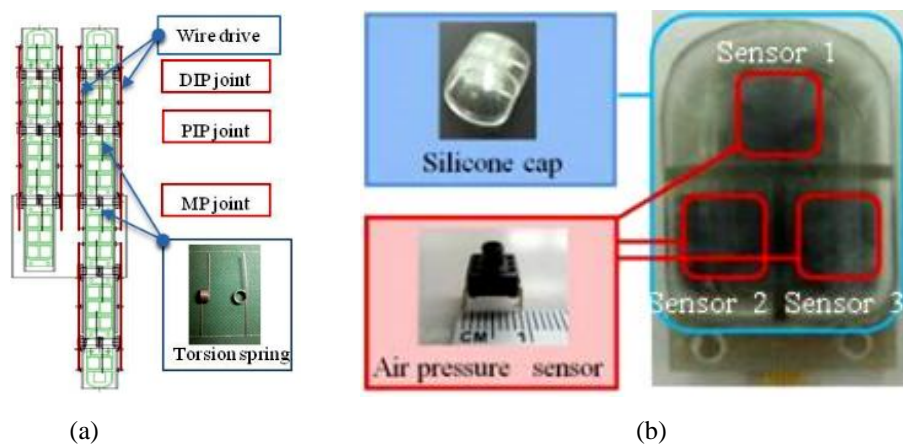 Wire drive
DIP joint
PIP joint
MP joint
Torsion spring
(a)
Silicone cap
CM 1
Air pressure sensor
Sensor 1
Sensor 2 Sensor 3
(b)